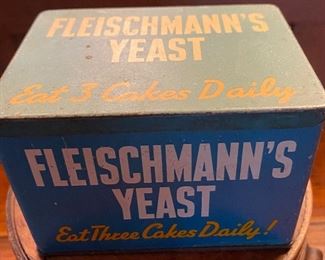 FLEISCHMANN'S
YEAST
Eat 3 Cakes Daily
FLEISCHMANN'S
YEAST
Eat Three Cakes Daily!